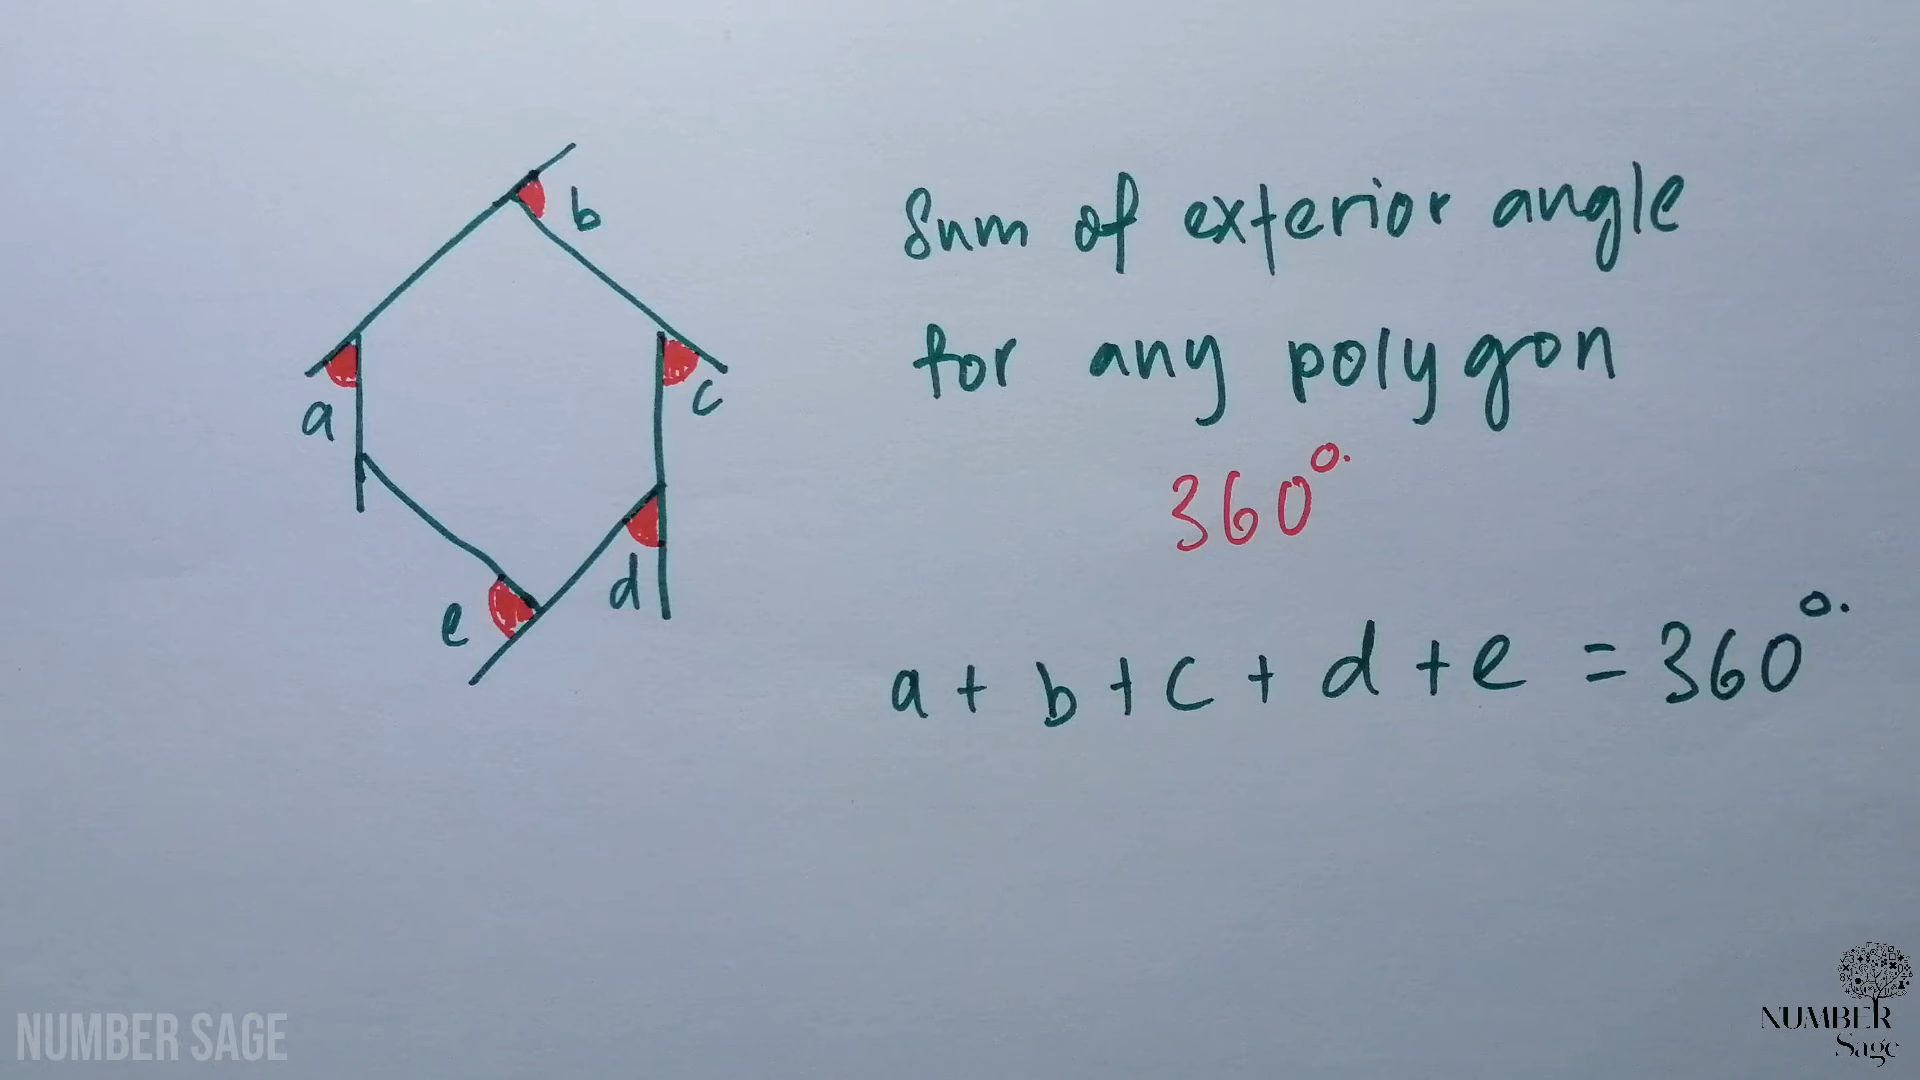 b
a
c
d
e
Sum of exterior angle
for any polygon
360°.
a + b + c + d + e = 360°.
NUMBER SAGE
NUMBER
Sage